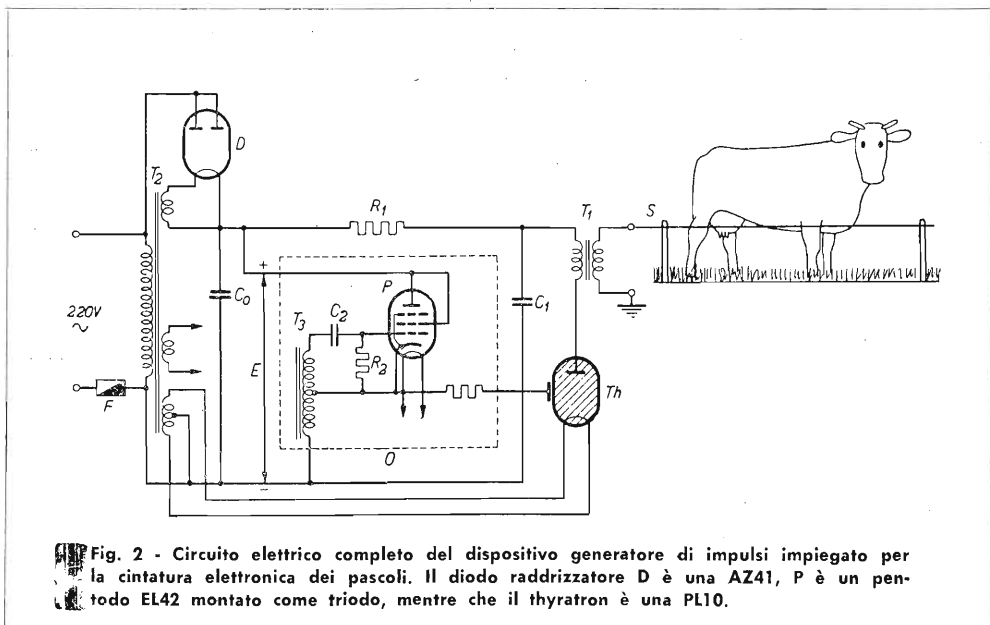 D
T2
R1
T1
S
+
P
C0
C1
220V
~
T3
C2
E
R2
Th
F
O
−
Fig. 2 - Circuito elettrico completo del dispositivo generatore di impulsi impiegato per
la cintatura elettronica dei pascoli. Il diodo raddrizzatore D è una AZ41, P è un pen-
todo EL42 montato come triodo, mentre che il thyratron è una PL10.